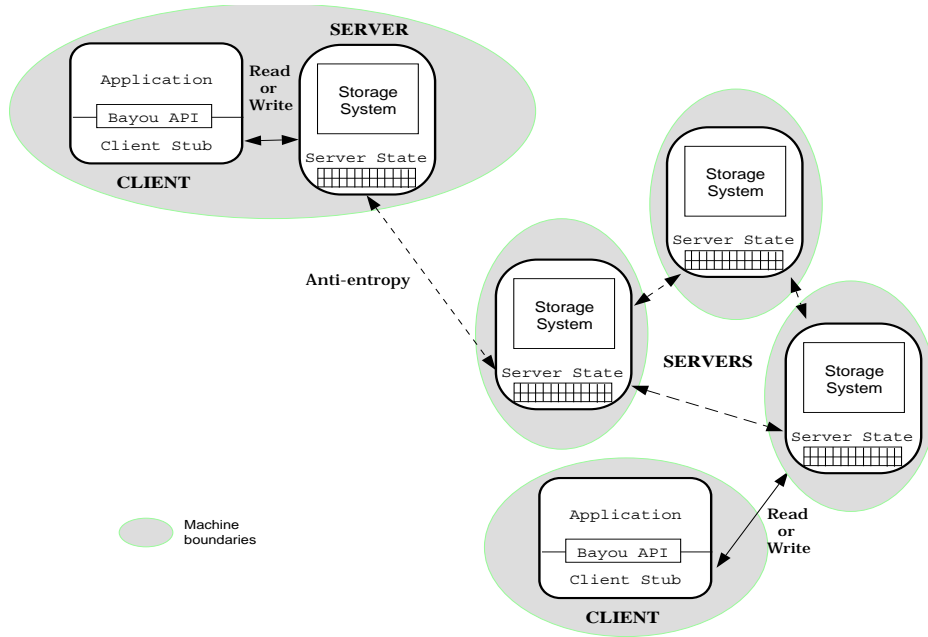 SERVER
Application
Bayou API
Client Stub
CLIENT
Read
or
Write
Storage
System
Server State
Anti-entropy
Storage
System
Server State
Storage
System
Server State
SERVERS
Storage
System
Server State
Machine
boundaries
Application
Bayou API
Client Stub
CLIENT
Read
or
Write